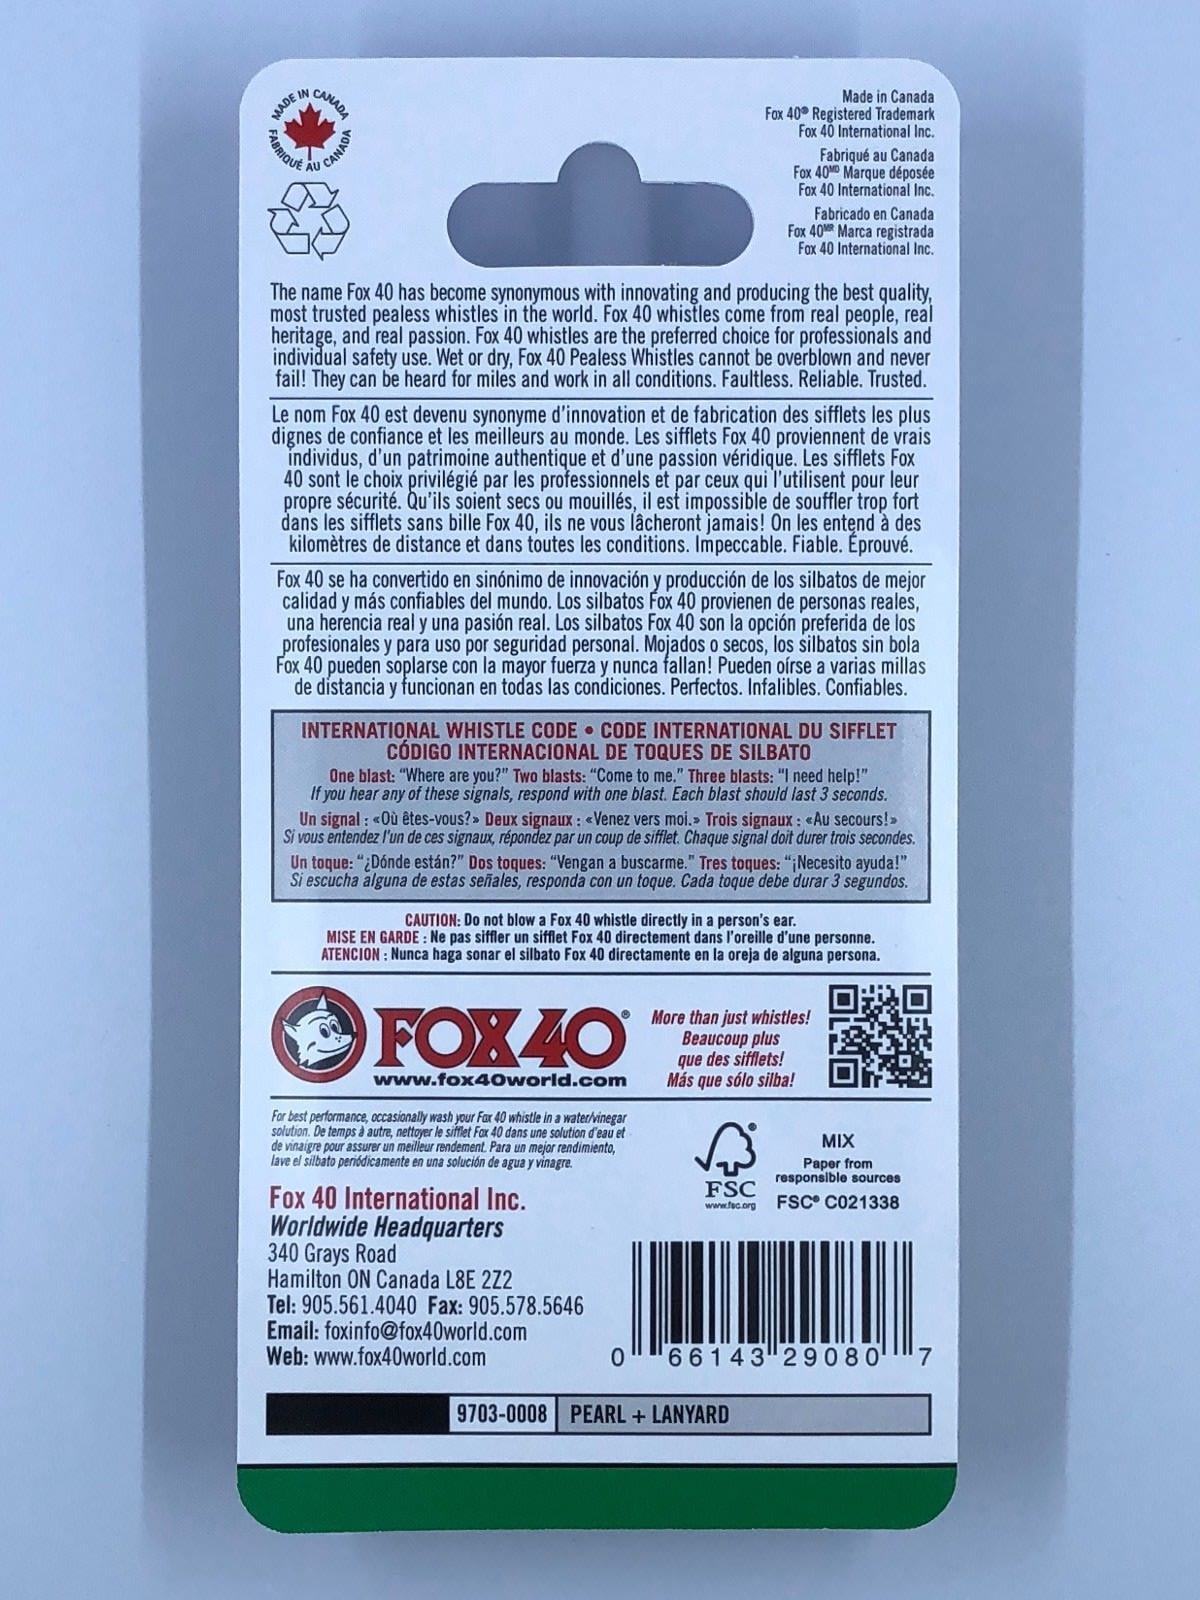 MADE IN CANADA
FABRIQUÉ AU CANADA
Made in Canada
Fox 40® Registered Trademark
Fox 40 International Inc.
Fabriqué au Canada
Fox 40ᴹᴰ Marque déposée
Fox 40 International Inc.
Fabricado en Canada
Fox 40ᴹᴿ Marca registrada
Fox 40 International Inc.
The name Fox 40 has become synonymous with innovating and producing the best quality,
most trusted pealess whistles in the world. Fox 40 whistles come from real people, real
heritage, and real passion. Fox 40 whistles are the preferred choice for professionals and
individual safety use. Wet or dry, Fox 40 Pealess Whistles cannot be overblown and never
fail! They can be heard for miles and work in all conditions. Faultless. Reliable. Trusted.
Le nom Fox 40 est devenu synonyme d'innovation et de fabrication des sifflets les plus
dignes de confiance et les meilleurs au monde. Les sifflets Fox 40 proviennent de vrais
individus, d'un patrimoine authentique et d'une passion véridique. Les sifflets Fox
40 sont le choix privilégié par les professionnels et par ceux qui l'utilisent pour leur
propre sécurité. Qu'ils soient secs ou mouillés, il est impossible de souffler trop fort
dans les sifflets sans bille Fox 40, ils ne vous lâcheront jamais! On les entend à des
kilomètres de distance et dans toutes les conditions. Impeccable. Fiable. Éprouvé.
Fox 40 se ha convertido en sinónimo de innovación y producción de los silbatos de mejor
calidad y más confiables del mundo. Los silbatos Fox 40 provienen de personas reales,
una herencia real y una pasión real. Los silbatos Fox 40 son la opción preferida de los
profesionales y para uso por seguridad personal. Mojados o secos, los silbatos sin bola
Fox 40 pueden soplarse con la mayor fuerza y nunca fallan! Pueden oírse a varias millas
de distancia y funcionan en todas las condiciones. Perfectos. Infalibles. Confiables.
INTERNATIONAL WHISTLE CODE • CODE INTERNATIONAL DU SIFFLET
CÓDIGO INTERNACIONAL DE TOQUES DE SILBATO
One blast: "Where are you?" Two blasts: "Come to me." Three blasts: "I need help!"
If you hear any of these signals, respond with one blast. Each blast should last 3 seconds.
Un signal : «Où êtes-vous?» Deux signaux : «Venez vers moi.» Trois signaux : «Au secours!»
Si vous entendez l'un de ces signaux, répondez par un coup de sifflet. Chaque signal doit durer trois secondes.
Un toque: "¿Dónde están?" Dos toques: "Vengan a buscarme." Tres toques: "¡Necesito ayuda!"
Si escucha alguna de estas señales, responda con un toque. Cada toque debe durar 3 segundos.
CAUTION: Do not blow a Fox 40 whistle directly in a person's ear.
MISE EN GARDE : Ne pas siffler un sifflet Fox 40 directement dans l'oreille d'une personne.
ATENCION : Nunca haga sonar el silbato Fox 40 directamente en la oreja de alguna persona.
FOX 40®
www.fox40world.com
More than just whistles!
Beaucoup plus
que des sifflets!
Más que sólo silba!
For best performance, occasionally wash your Fox 40 whistle in a water/vinegar
solution. De temps à autre, nettoyer le sifflet Fox 40 dans une solution d'eau et
de vinaigre pour assurer un meilleur rendement. Para un mejor rendimiento,
lave el silbato periódicamente en una solución de agua y vinagre.
®
FSC
www.fsc.org
MIX
Paper from
responsible sources
FSC® C021338
Fox 40 International Inc.
Worldwide Headquarters
340 Grays Road
Hamilton ON Canada L8E 2Z2
Tel: 905.561.4040 Fax: 905.578.5646
Email: foxinfo@fox40world.com
Web: www.fox40world.com
0 66143 29080 7
9703-0008 PEARL + LANYARD